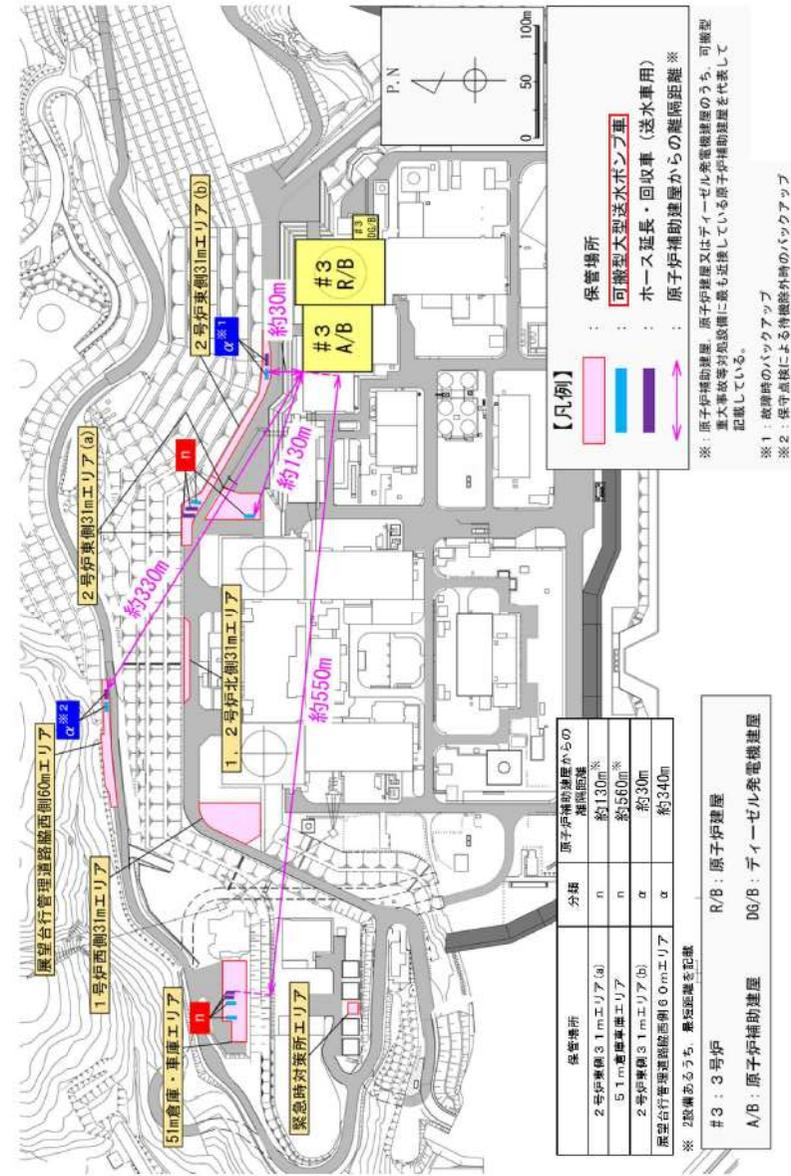 展望台行管理道路脇西側60mエリア
α※2
2号炉東側31mエリア(a)
n
2号炉東側31mエリア(b)
α※1
1号炉西側31mエリア
約330m
約30m
51m倉庫・車庫エリア
n
1，2号炉北側31mエリア
約130m
#3
A/B
#3
R/B
#3
DG/B
緊急時対策所エリア
約550m
P.N
0 50 100m
【凡例】
： 保管場所
： 可搬型大型送水ポンプ車
： ホース延長・回収車（送水車用）
： 原子炉補助建屋からの離隔距離※
※：原子炉補助建屋，原子炉建屋又はディーゼル発電機建屋のうち，可搬型
重大事故等対処設備に最も近接している原子炉補助建屋を代表して
記載している。
※1：故障時のバックアップ
※2：保守点検による待機除外時のバックアップ
保管場所 分類 原子炉補助建屋からの
離隔距離
2号炉東側31mエリア(a) n 約130m※
51m倉庫車庫エリア n 約560m※
2号炉東側31mエリア(b) α 約30m
展望台行管理道路脇西側60mエリア α 約340m
※ 2設備あるうち，最短距離を記載
#3：3号炉 R/B：原子炉建屋
A/B：原子炉補助建屋 DG/B：ディーゼル発電機建屋